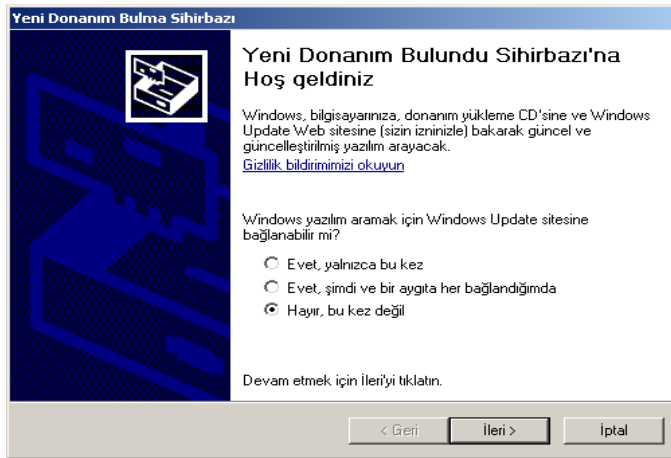 Yeni Donanım Bulma Sihirbazı
Yeni Donanım Bulundu Sihirbazı'na
Hoş geldiniz
Windows, bilgisayarınıza, donanım yükleme CD'sine ve Windows
Update Web sitesine (sizin izninizle) bakarak güncel ve
güncelleştirilmiş yazılım arayacak.
Gizlilik bildirimimizi okuyun
Windows yazılım aramak için Windows Update sitesine
bağlanabilir mi?
Evet, yalnızca bu kez
Evet, şimdi ve bir aygıta her bağlandığımda
Hayır, bu kez değil
Devam etmek için İleri'yi tıklatın.
< Geri İleri > İptal